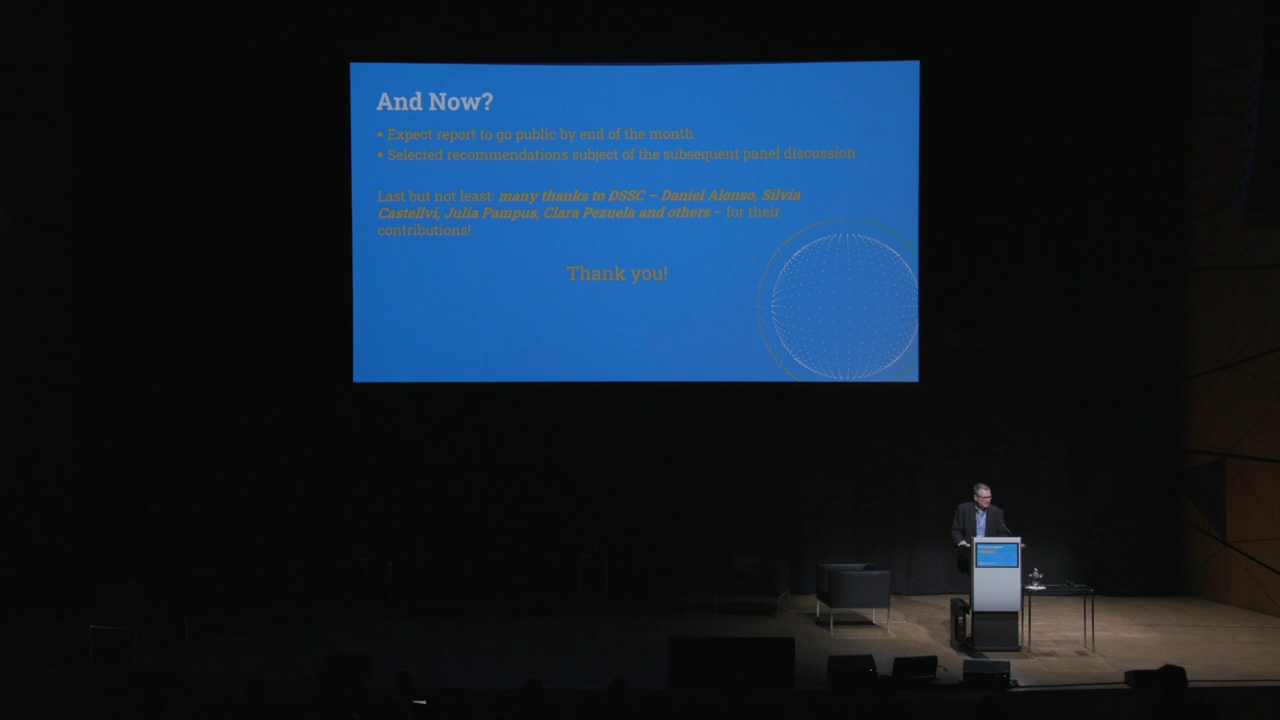 And Now?
▪ Expect report to go public by end of the month
▪ Selected recommendations subject of the subsequent panel discussion
Last but not least: many thanks to DSSC – Daniel Alonso, Silvia
Castellvi, Julia Pampus, Clara Pezuela and others – for their
contributions!
Thank you!